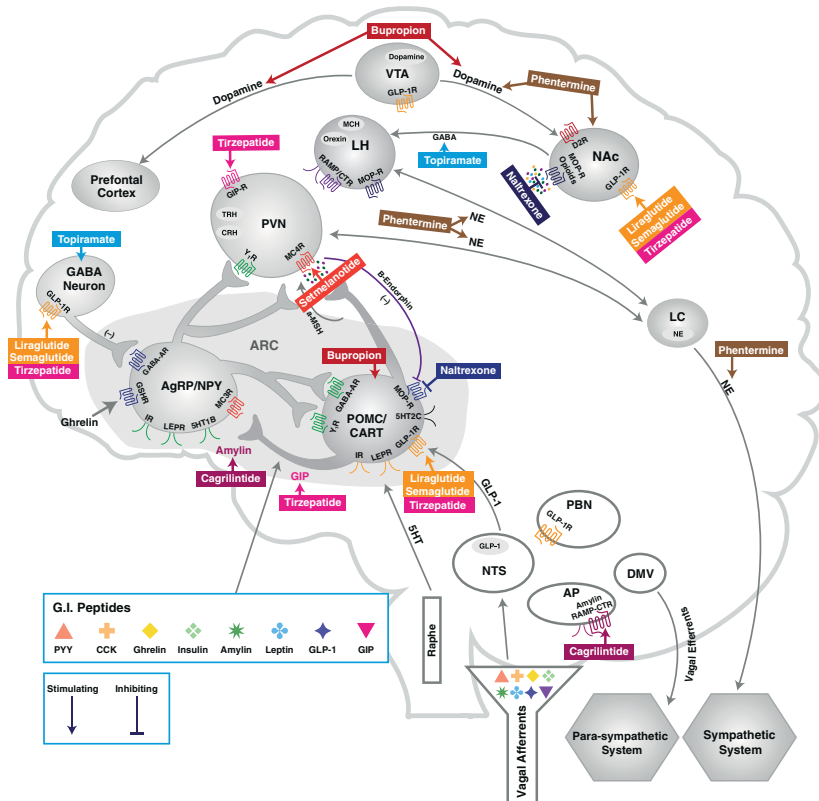 Bupropion
Dopamine
VTA
GLP-1R
Dopamine
Dopamine
Phentermine
MCH
Orexin
LH
RAMP/CTR
MOP-R
GABA
Topiramate
D2R
MOP-R
Opioids
NAc
GLP-1R
Naltrexone
Liraglutide
Semaglutide
Tirzepatide
Prefontal
Cortex
Tirzepatide
GIP-R
TRH
PVN
CRH
Y1R
MC4R
Phentermine
NE
NE
Setmelanotide
a-MSH
B-Endorphin
(–)
Topiramate
GABA
Neuron
GLP-1R
(–)
Liraglutide
Semaglutide
Tirzepatide
LC
NE
Phentermine
NE
ARC
GABA-AR
GSHR
AgRP/NPY
MC3R
IR
LEPR
5HT1B
Ghrelin
Bupropion
Naltrexone
GABA-AR
Y1R
MOP-R
POMC/
CART
5HT2C
GLP-1R
IR
LEPR
Amylin
Cagrilintide
GIP
Tirzepatide
Liraglutide
Semaglutide
Tirzepatide
GLP-1
5HT
GLP-1
NTS
PBN
GLP-1R
AP
Amylin
RAMP-CTR
DMV
Cagrilintide
Vagal Efferents
Raphe
G.I. Peptides
PYY CCK Ghrelin Insulin Amylin Leptin GLP-1 GIP
Stimulating Inhibiting
Vagal Afferrents
Para-sympathetic
System
Sympathetic
System